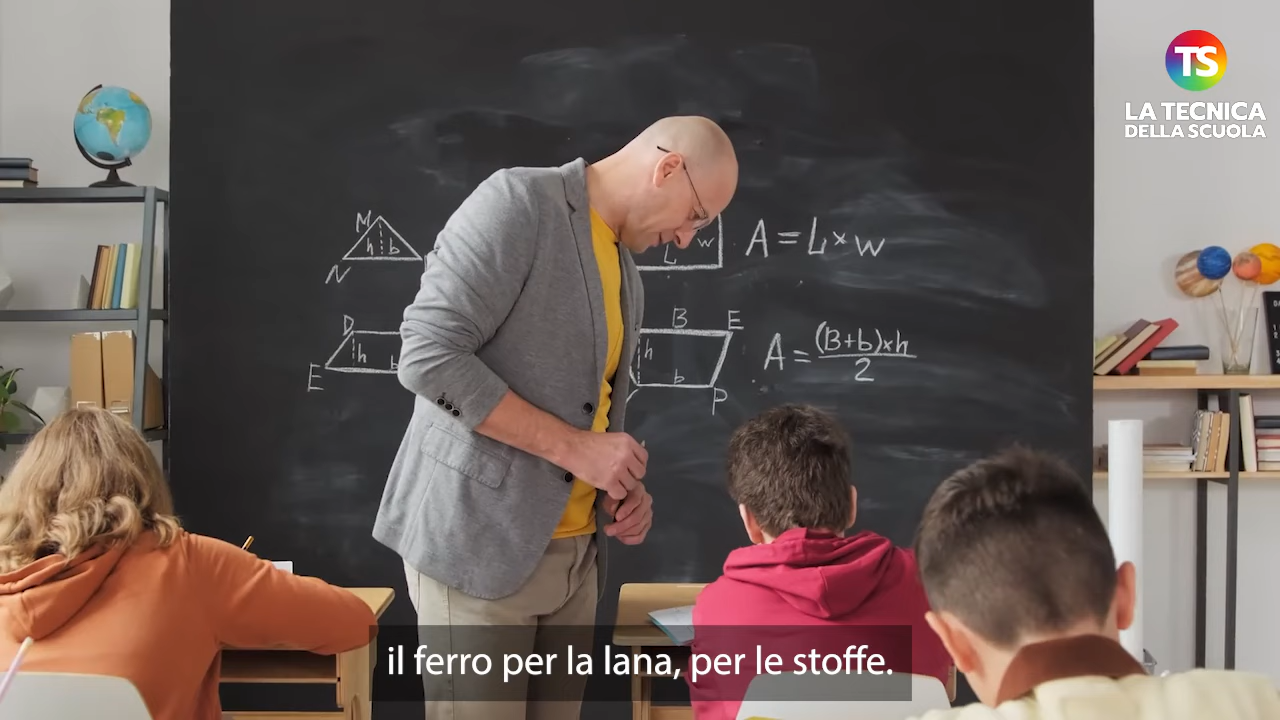 TS
LA TECNICA
DELLA SCUOLA
M
h b
N
L w
A = L × w
D
h
b
E
B E
h
b
P
A = (B+b)×h
2
il ferro per la lana, per le stoffe.